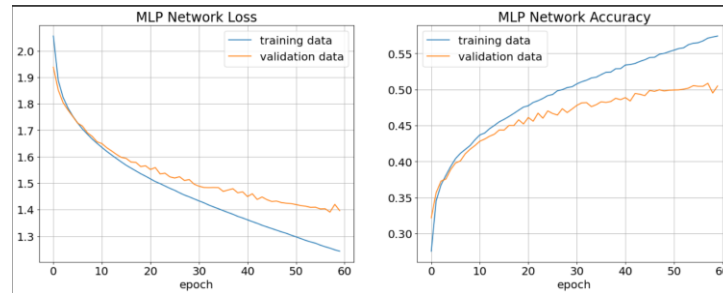 MLP Network Loss
2.0
1.9
1.8
1.7
1.6
1.5
1.4
1.3
0 10 20 30 40 50 60
epoch
training data
validation data
MLP Network Accuracy
0.55
0.50
0.45
0.40
0.35
0.30
0 10 20 30 40 50 60
epoch
training data
validation data